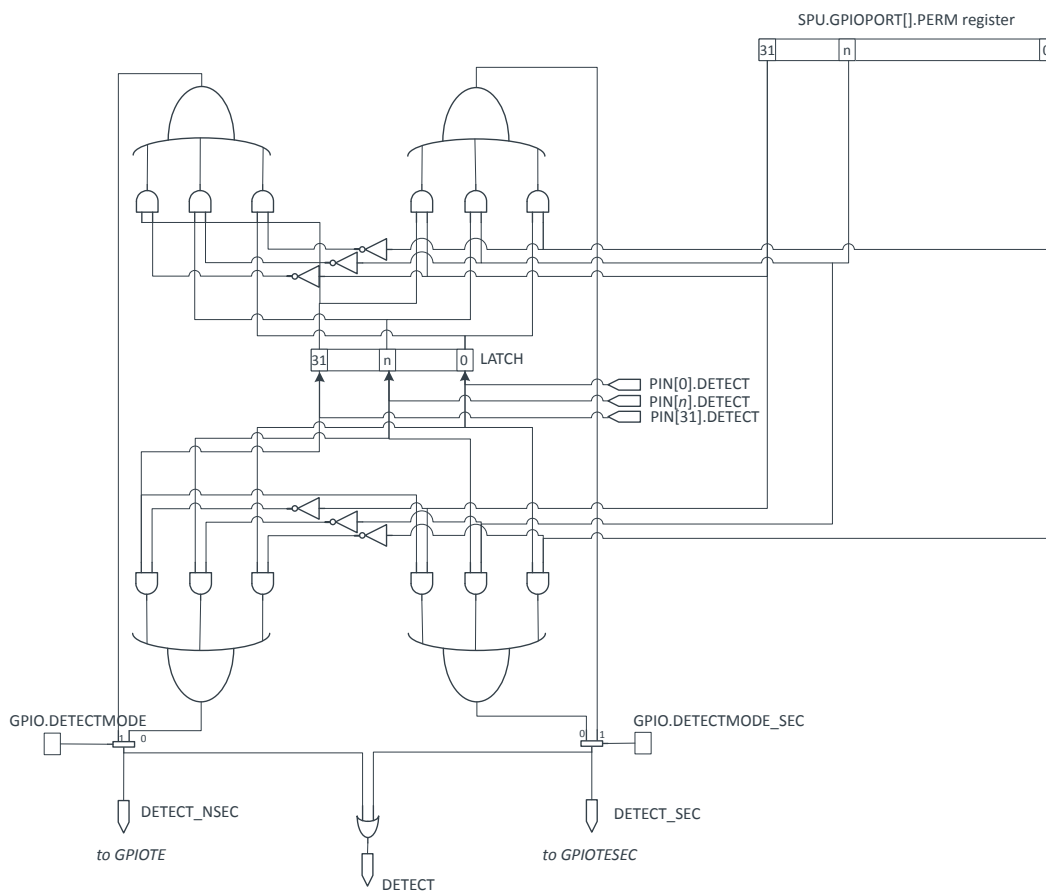 SPU.GPIOPORT[].PERM register
31
n
31
n
0
LATCH
PIN[0].DETECT
PIN[n].DETECT
PIN[31].DETECT
GPIO.DETECTMODE
1
0
0
1
GPIO.DETECTMODE_SEC
DETECT_NSEC
DETECT_SEC
to GPIOTE
to GPIOTESEC
DETECT